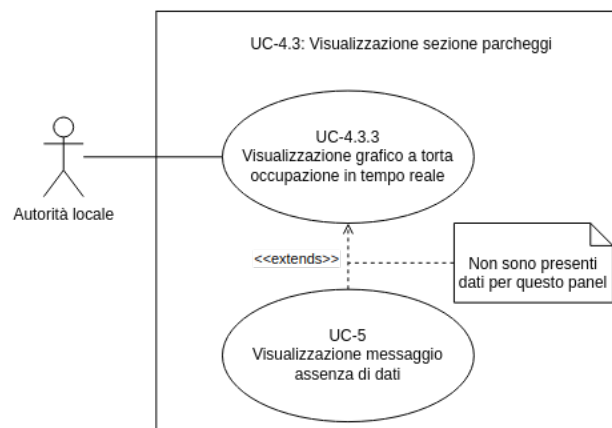 UC-4.3: Visualizzazione sezione parcheggi
UC-4.3.3
Visualizzazione grafico a torta
occupazione in tempo reale
Autorità locale
<<extends>>
Non sono presenti
dati per questo panel
UC-5
Visualizzazione messaggio
assenza di dati